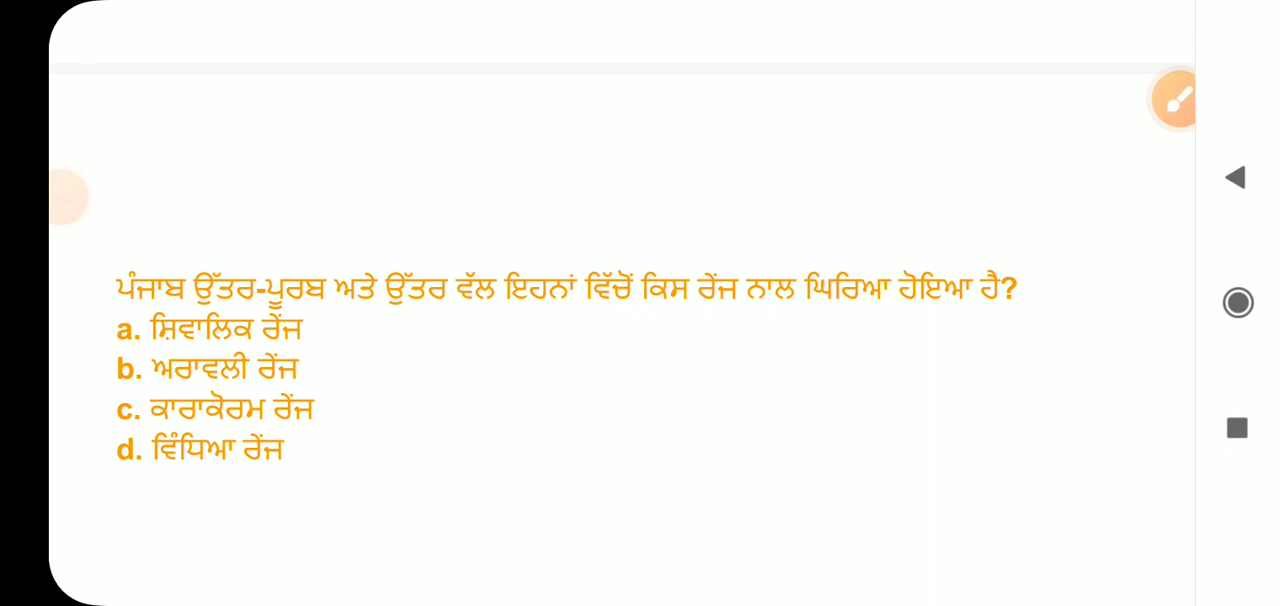 ਪੰਜਾਬ ਉੱਤਰ-ਪੂਰਬ ਅਤੇ ਉੱਤਰ ਵੱਲ ਇਹਨਾਂ ਵਿੱਚੋਂ ਕਿਸ ਰੇਂਜ ਨਾਲ ਘਿਰਿਆ ਹੋਇਆ ਹੈ?
a. ਸ਼ਿਵਾਲਿਕ ਰੇਂਜ
b. ਅਰਾਵਲੀ ਰੇਂਜ
c. ਕਾਰਾਕੋਰਮ ਰੇਂਜ
d. ਵਿੰਧਿਆ ਰੇਂਜ